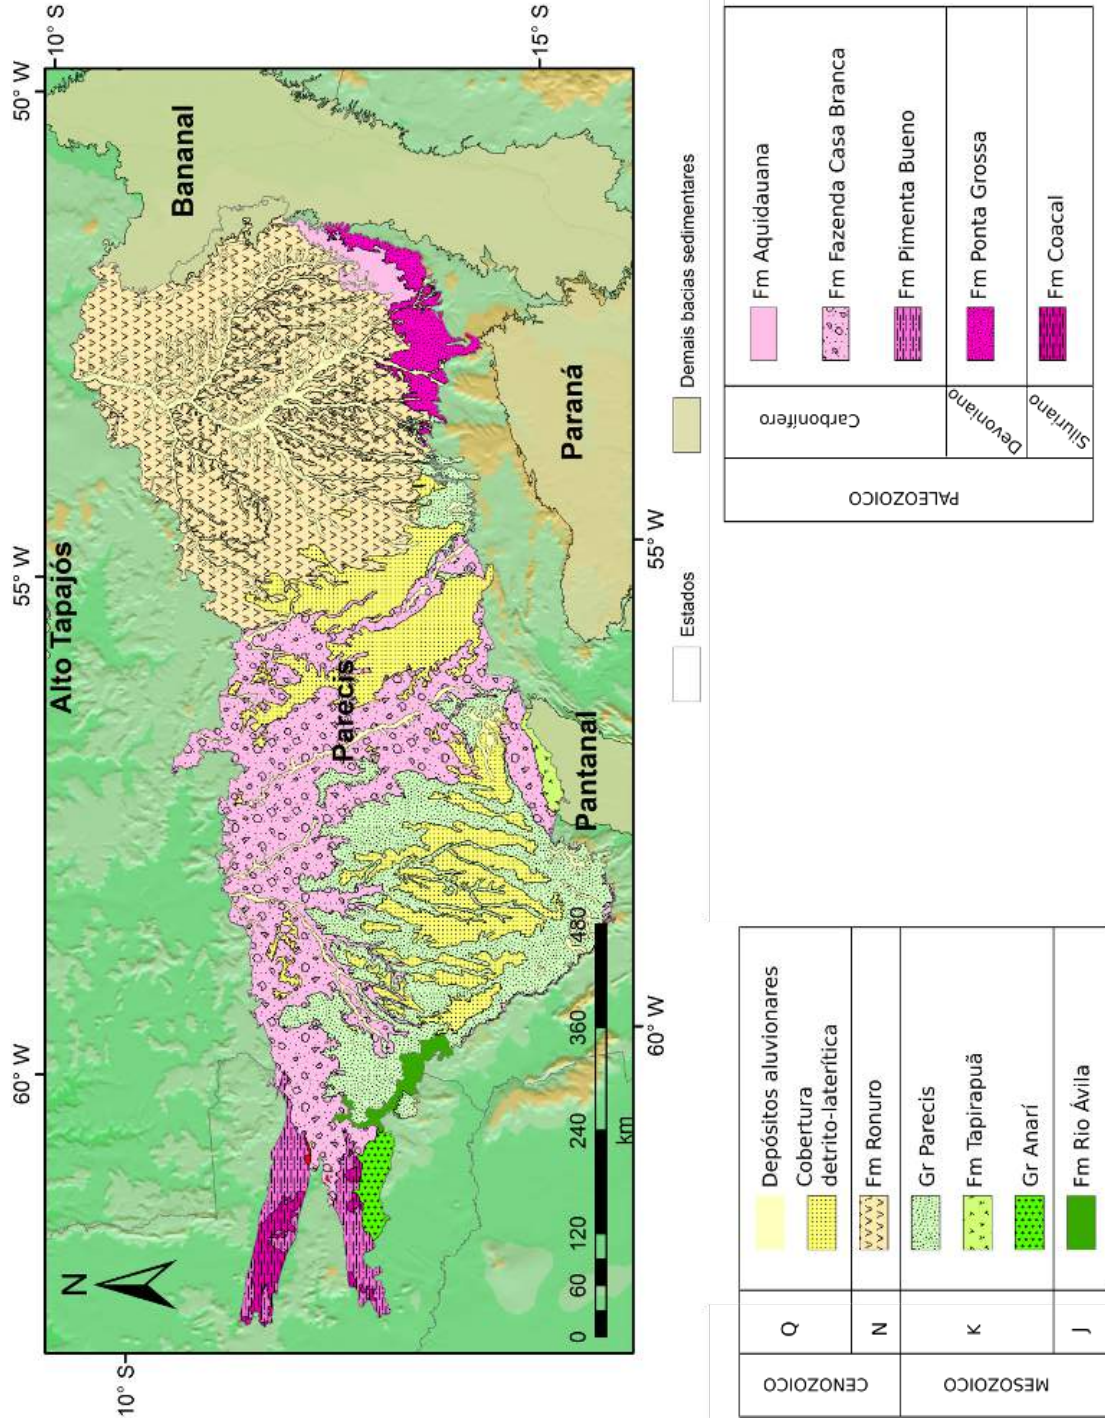 60° W
55° W
50° W
10° S
10° S
15° S
60° W
55° W
N
Alto Tapajós
Bananal
Parecis
Paraná
Pantanal
0 60 120 240 360 480
km
Estados
Demais bacias sedimentares
CENOZOICO
Q
Depósitos aluvionares
Cobertura
detrito-laterítica
N
Fm Ronuro
MESOZOICO
K
Gr Parecis
Fm Tapirapuã
Gr Anarí
J
Fm Rio Ávila
PALEOZOICO
Carbonífero
Fm Aquidauana
Fm Fazenda Casa Branca
Fm Pimenta Bueno
Devoniano
Fm Ponta Grossa
Siluriano
Fm Coacal